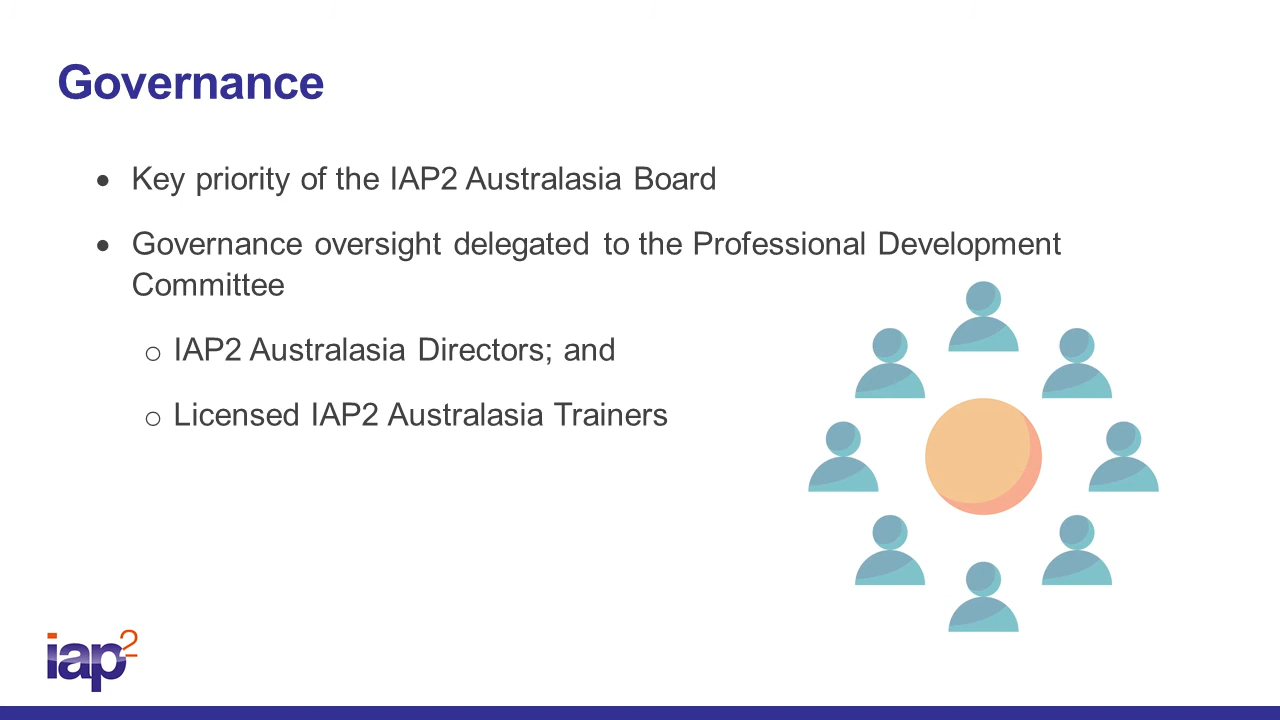 Governance
• Key priority of the IAP2 Australasia Board
• Governance oversight delegated to the Professional Development
Committee
o IAP2 Australasia Directors; and
o Licensed IAP2 Australasia Trainers
iap2